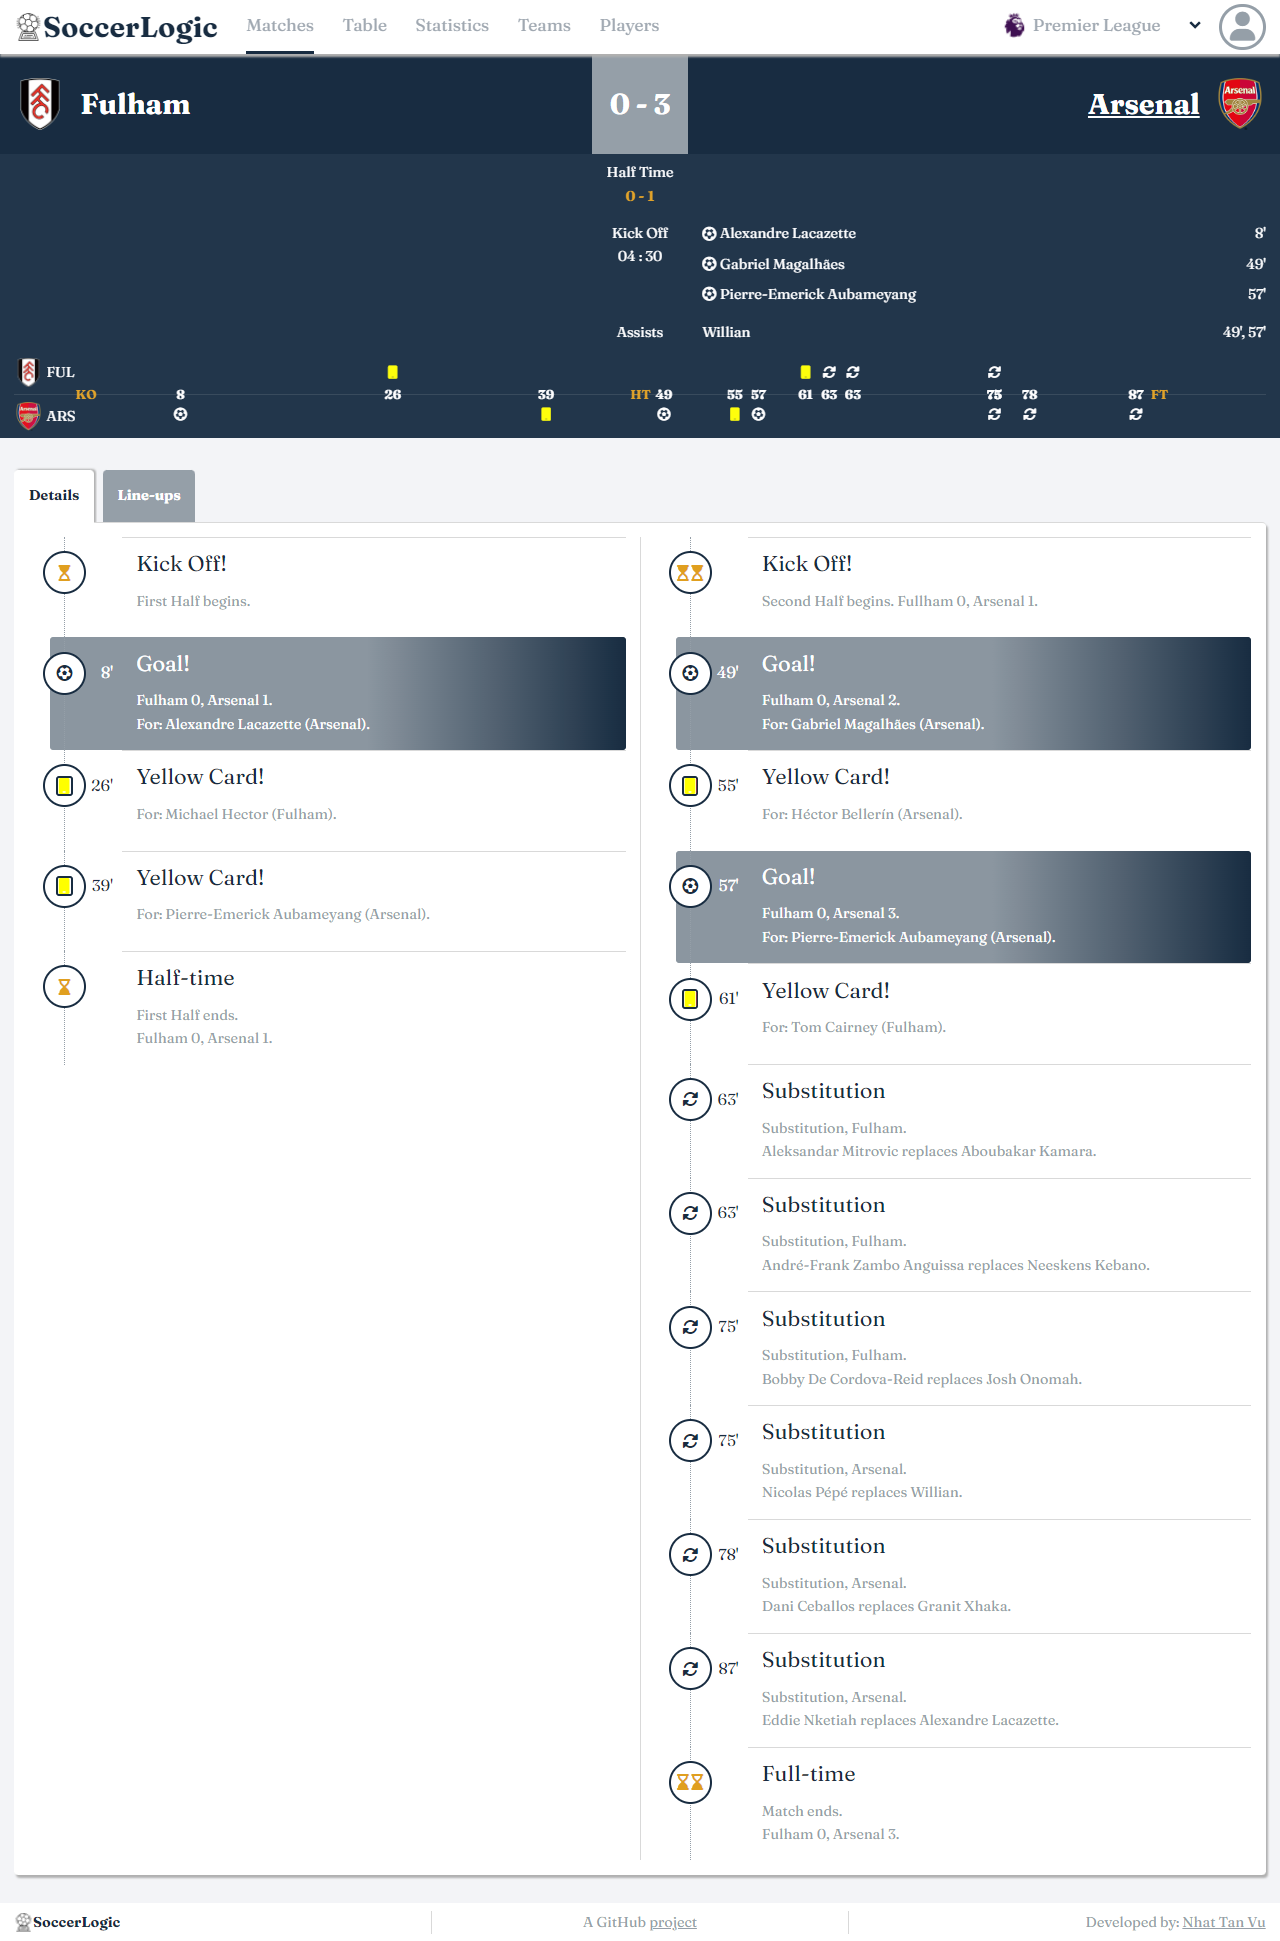 SoccerLogic Matches Table Statistics Teams Players Premier League
Fulham 0 - 3 Arsenal
Half Time
0 - 1
Kick Off
04 : 30
Alexandre Lacazette 8'
Gabriel Magalhães 49'
Pierre-Emerick Aubameyang 57'
Assists Willian 49', 57'
FUL
KO 8 26 39 HT 49 55 57 61 63 63 75 78 87 FT
ARS
Details Line-ups
Kick Off!
First Half begins.
8' Goal!
Fulham 0, Arsenal 1.
For: Alexandre Lacazette (Arsenal).
26' Yellow Card!
For: Michael Hector (Fulham).
39' Yellow Card!
For: Pierre-Emerick Aubameyang (Arsenal).
Half-time
First Half ends.
Fulham 0, Arsenal 1.
Kick Off!
Second Half begins. Fullham 0, Arsenal 1.
49' Goal!
Fulham 0, Arsenal 2.
For: Gabriel Magalhães (Arsenal).
55' Yellow Card!
For: Héctor Bellerín (Arsenal).
57' Goal!
Fulham 0, Arsenal 3.
For: Pierre-Emerick Aubameyang (Arsenal).
61' Yellow Card!
For: Tom Cairney (Fulham).
63' Substitution
Substitution, Fulham.
Aleksandar Mitrovic replaces Aboubakar Kamara.
63' Substitution
Substitution, Fulham.
André-Frank Zambo Anguissa replaces Neeskens Kebano.
75' Substitution
Substitution, Fulham.
Bobby De Cordova-Reid replaces Josh Onomah.
75' Substitution
Substitution, Arsenal.
Nicolas Pépé replaces Willian.
78' Substitution
Substitution, Arsenal.
Dani Ceballos replaces Granit Xhaka.
87' Substitution
Substitution, Arsenal.
Eddie Nketiah replaces Alexandre Lacazette.
Full-time
Match ends.
Fulham 0, Arsenal 3.
SoccerLogic A GitHub project Developed by: Nhat Tan Vu